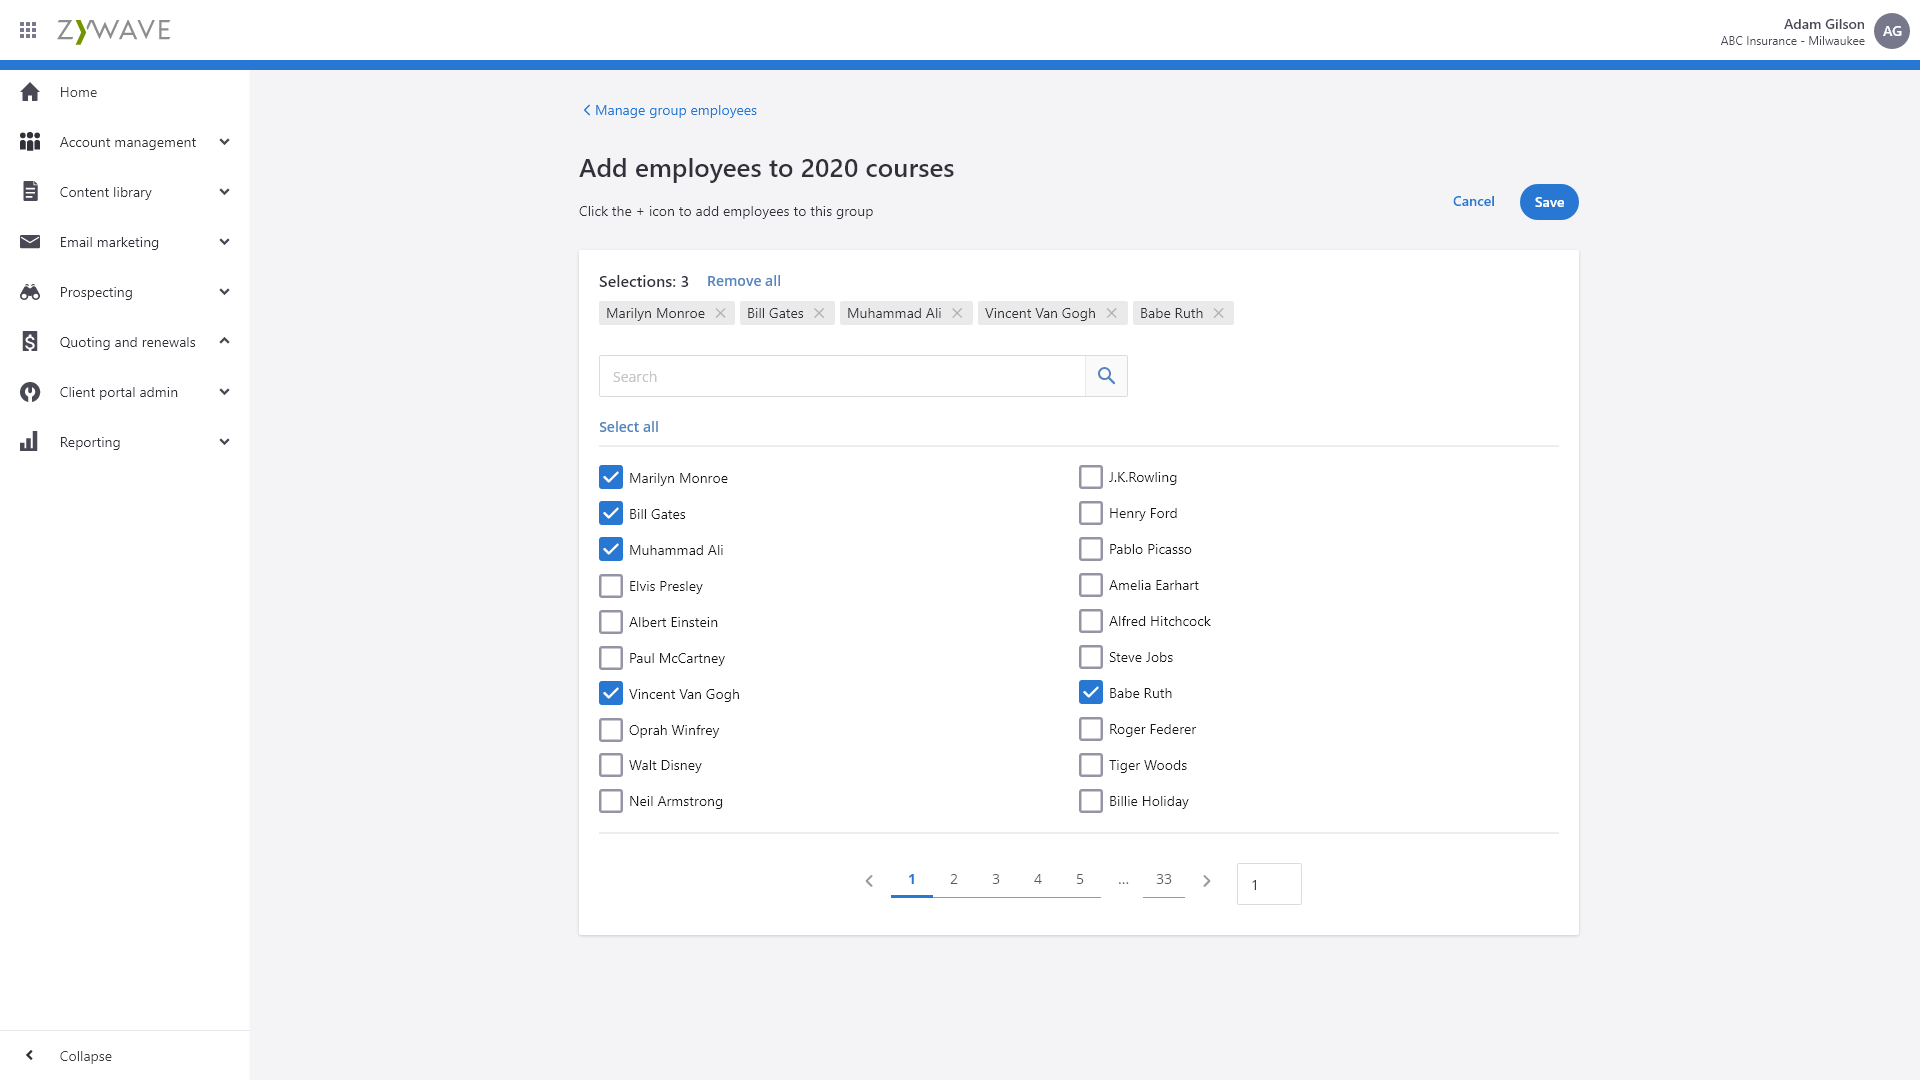 ZYWAVE
Adam Gilson
ABC Insurance - Milwaukee
AG
Home
Account management
Content library
Email marketing
Prospecting
Quoting and renewals
Client portal admin
Reporting
Collapse
Manage group employees
Add employees to 2020 courses
Click the + icon to add employees to this group
Cancel
Save
Selections: 3 Remove all
Marilyn Monroe Bill Gates Muhammad Ali Vincent Van Gogh Babe Ruth
Search
Select all
Marilyn Monroe
Bill Gates
Muhammad Ali
Elvis Presley
Albert Einstein
Paul McCartney
Vincent Van Gogh
Oprah Winfrey
Walt Disney
Neil Armstrong
J.K.Rowling
Henry Ford
Pablo Picasso
Amelia Earhart
Alfred Hitchcock
Steve Jobs
Babe Ruth
Roger Federer
Tiger Woods
Billie Holiday
1 2 3 4 5 ... 33 1